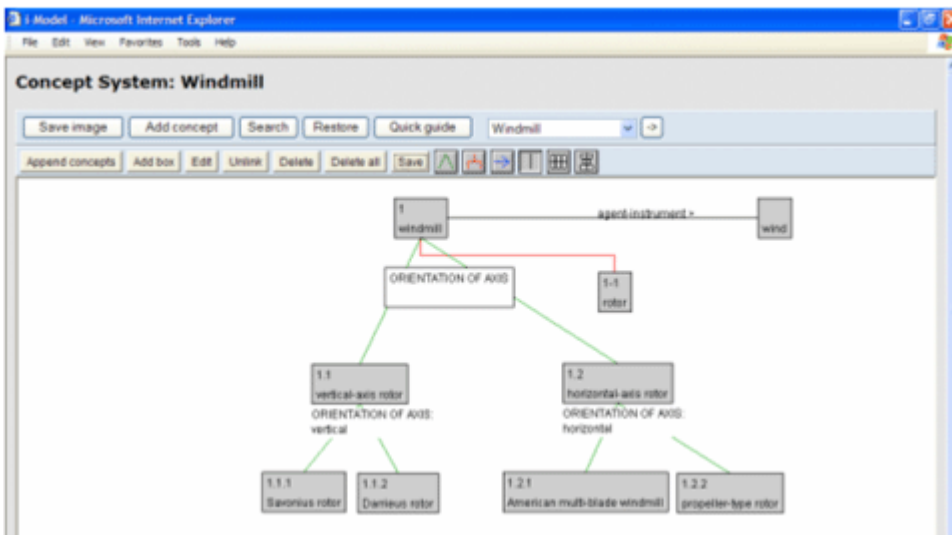 i-Model - Microsoft Internet Explorer
File Edit View Favorites Tools Help
Concept System: Windmill
Save image Add concept Search Restore Quick guide Windmill ->
Append concepts Add box Edit Unlink Delete Delete all Save
1
windmill
agent-instrument
wind
ORIENTATION OF AXIS
1-1
rotor
1.1
vertical-axis rotor
ORIENTATION OF AXIS:
vertical
1.2
horizontal-axis rotor
ORIENTATION OF AXIS:
horizontal
1.1.1
Savonius rotor
1.1.2
Darrieus rotor
1.2.1
American multi-blade windmill
1.2.2
propeller-type rotor